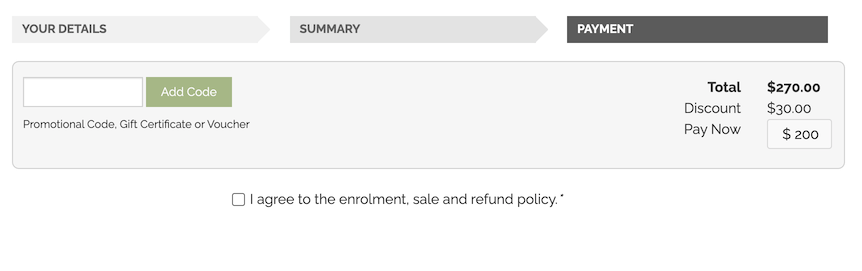 YOUR DETAILS
SUMMARY
PAYMENT
Add Code
Promotional Code, Gift Certificate or Voucher
Total $270.00
Discount $30.00
Pay Now $ 200
I agree to the enrolment, sale and refund policy.*